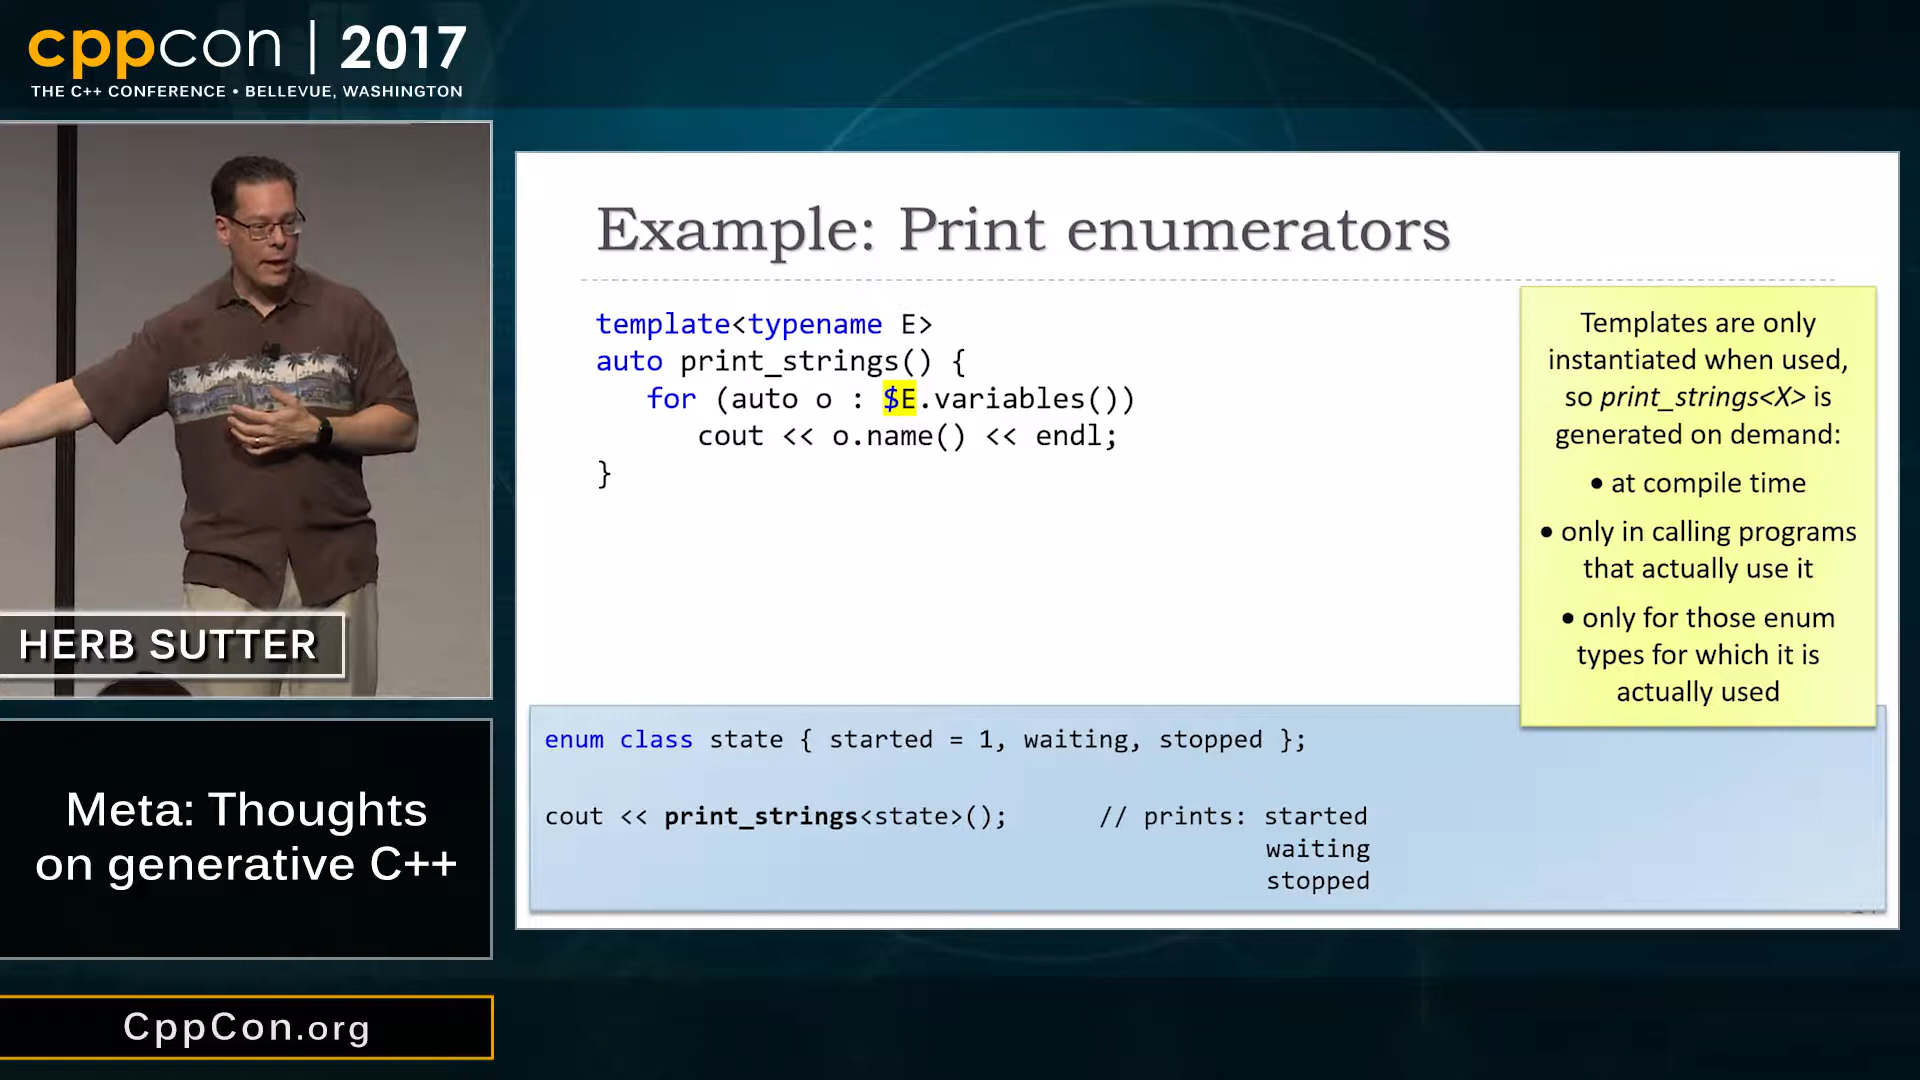 cppcon | 2017
THE C++ CONFERENCE • BELLEVUE, WASHINGTON
HERB SUTTER
Meta: Thoughts
on generative C++
CppCon.org
Example: Print enumerators
template<typename E>
auto print_strings() {
   for (auto o : $E.variables())
      cout << o.name() << endl;
}
Templates are only
instantiated when used,
so print_strings<X> is
generated on demand:
• at compile time
• only in calling programs
that actually use it
• only for those enum
types for which it is
actually used
enum class state { started = 1, waiting, stopped };
cout << print_strings<state>();      // prints: started
waiting
stopped